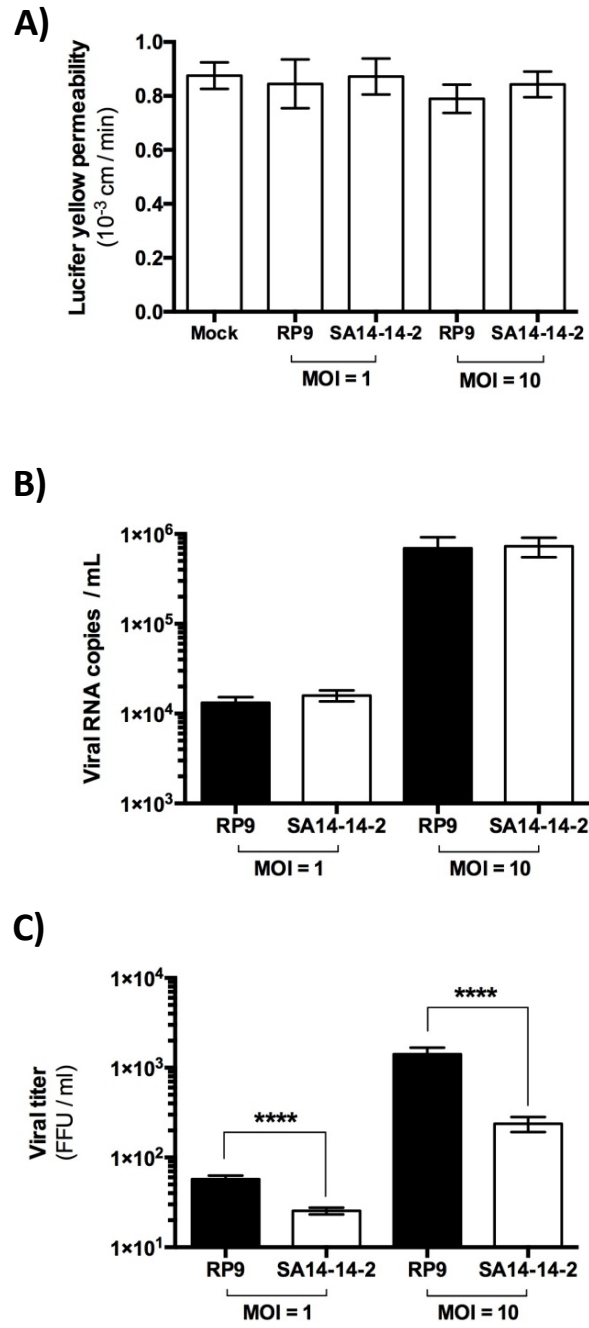 A)
Lucifer yellow permeability
(10⁻³ cm / min)
1.0
0.8
0.6
0.4
0.2
0.0
Mock
RP9
SA14-14-2
RP9
SA14-14-2
MOI = 1
MOI = 10
B)
Viral RNA copies / mL
1×10⁶
1×10⁵
1×10⁴
1×10³
RP9
SA14-14-2
RP9
SA14-14-2
MOI = 1
MOI = 10
C)
Viral titer
(FFU / ml)
1×10⁴
1×10³
1×10²
1×10¹
****
****
RP9
SA14-14-2
RP9
SA14-14-2
MOI = 1
MOI = 10